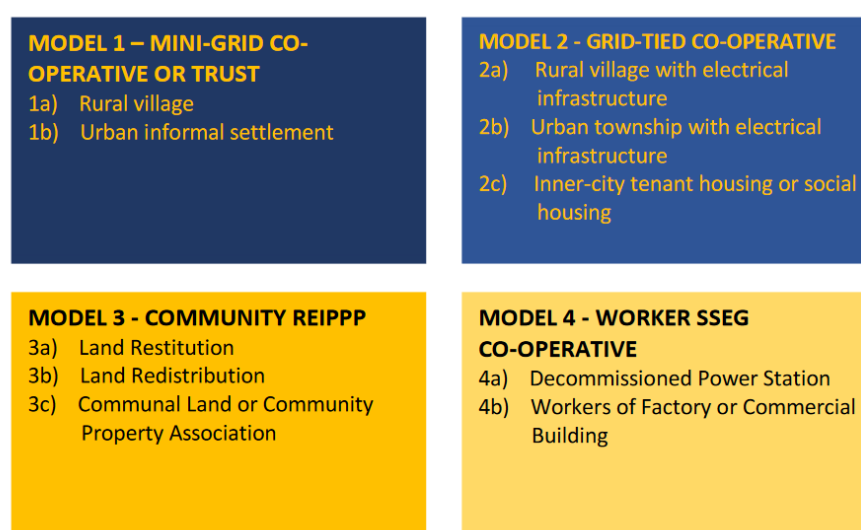 MODEL 1 – MINI-GRID CO-
OPERATIVE OR TRUST
1a) Rural village
1b) Urban informal settlement
MODEL 2 - GRID-TIED CO-OPERATIVE
2a) Rural village with electrical
infrastructure
2b) Urban township with electrical
infrastructure
2c) Inner-city tenant housing or social
housing
MODEL 3 - COMMUNITY REIPPP
3a) Land Restitution
3b) Land Redistribution
3c) Communal Land or Community
Property Association
MODEL 4 - WORKER SSEG
CO-OPERATIVE
4a) Decommissioned Power Station
4b) Workers of Factory or Commercial
Building